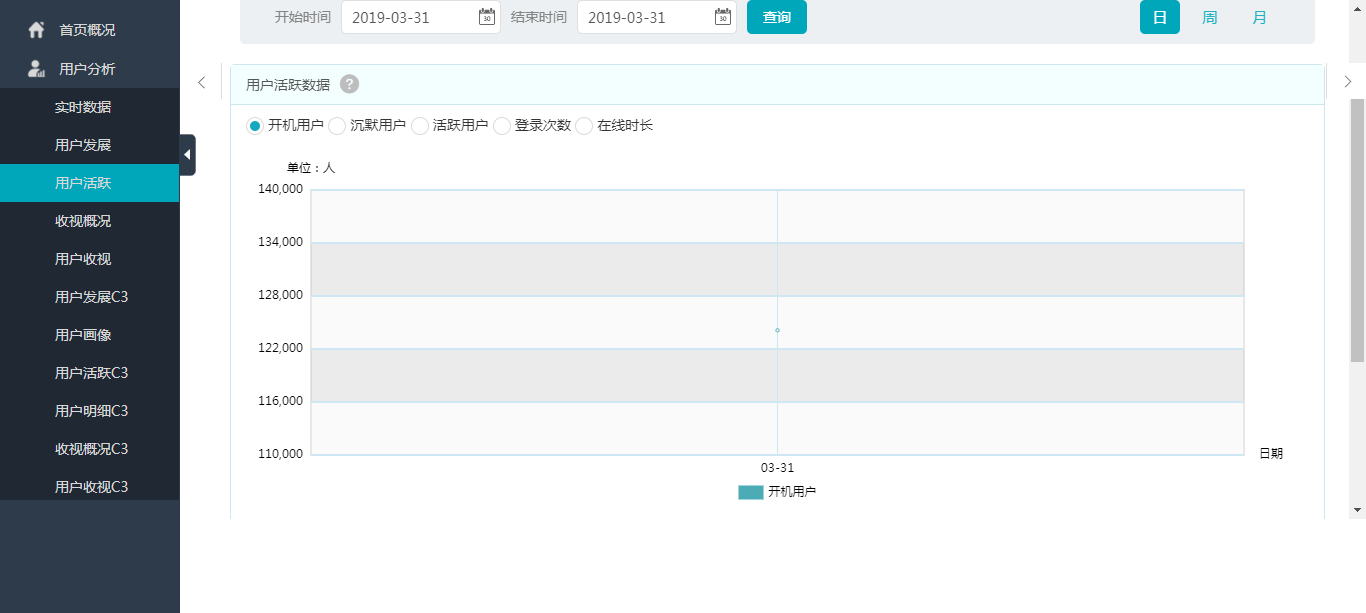 首页概况
用户分析
实时数据
用户发展
用户活跃
收视概况
用户收视
用户发展C3
用户画像
用户活跃C3
用户明细C3
收视概况C3
用户收视C3
开始时间 2019-03-31 30 结束时间 2019-03-31 30 查询 日 周 月
用户活跃数据 ?
开机用户 沉默用户 活跃用户 登录次数 在线时长
单位：人
140,000
134,000
128,000
122,000
116,000
110,000
03-31
日期
开机用户